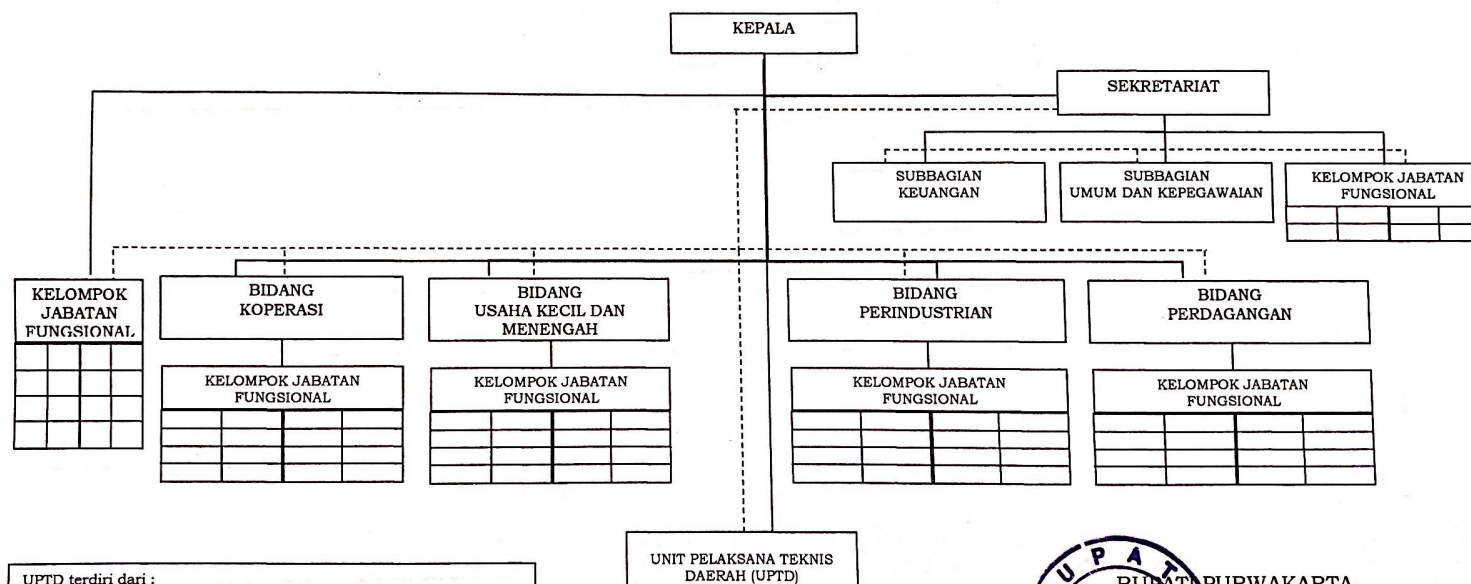 KEPALA
SEKRETARIAT
SUBBAGIAN
KEUANGAN
SUBBAGIAN
UMUM DAN KEPEGAWAIAN
KELOMPOK JABATAN
FUNGSIONAL
KELOMPOK
JABATAN
FUNGSIONAL
BIDANG
KOPERASI
BIDANG
USAHA KECIL DAN
MENENGAH
BIDANG
PERINDUSTRIAN
BIDANG
PERDAGANGAN
KELOMPOK JABATAN
FUNGSIONAL
KELOMPOK JABATAN
FUNGSIONAL
KELOMPOK JABATAN
FUNGSIONAL
KELOMPOK JABATAN
FUNGSIONAL
UNIT PELAKSANA TEKNIS
DAERAH (UPTD)
UPTD terdiri dari :
UPAT
BUPATI PURWAKARTA